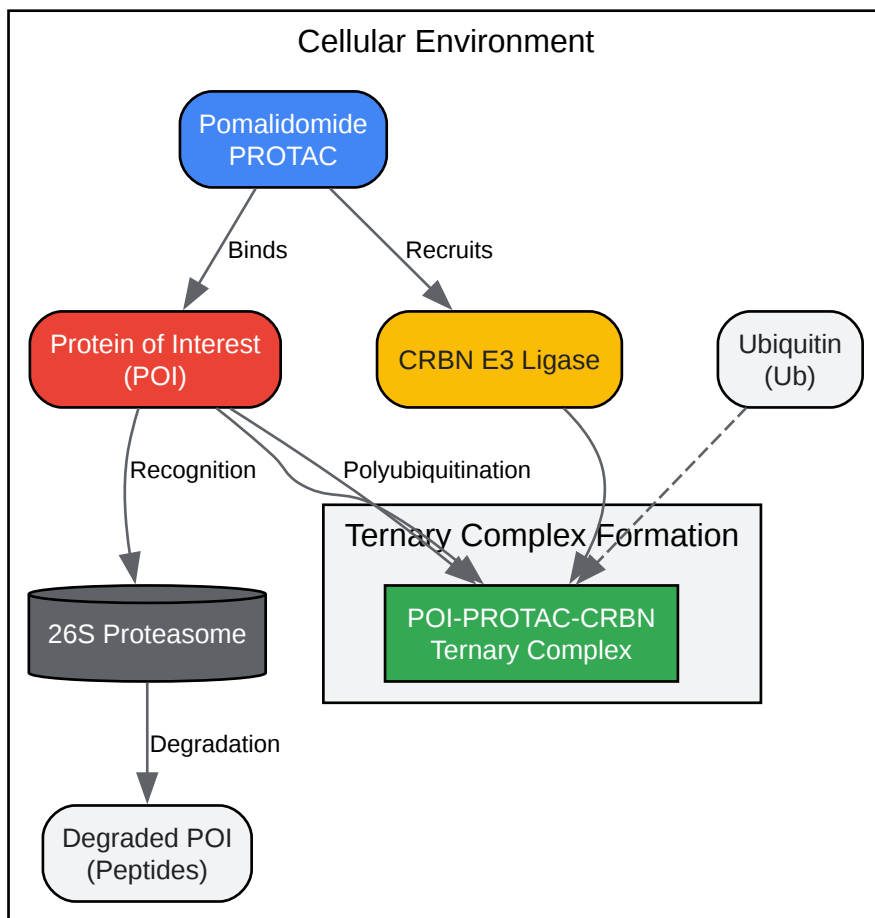 Cellular Environment
Pomalidomide
PROTAC
Binds
Recruits
Protein of Interest
(POI)
CRBN E3 Ligase
Ubiquitin
(Ub)
Recognition
Polyubiquitination
Ternary Complex Formation
26S Proteasome
POI-PROTAC-CRBN
Ternary Complex
Degradation
Degraded POI
(Peptides)